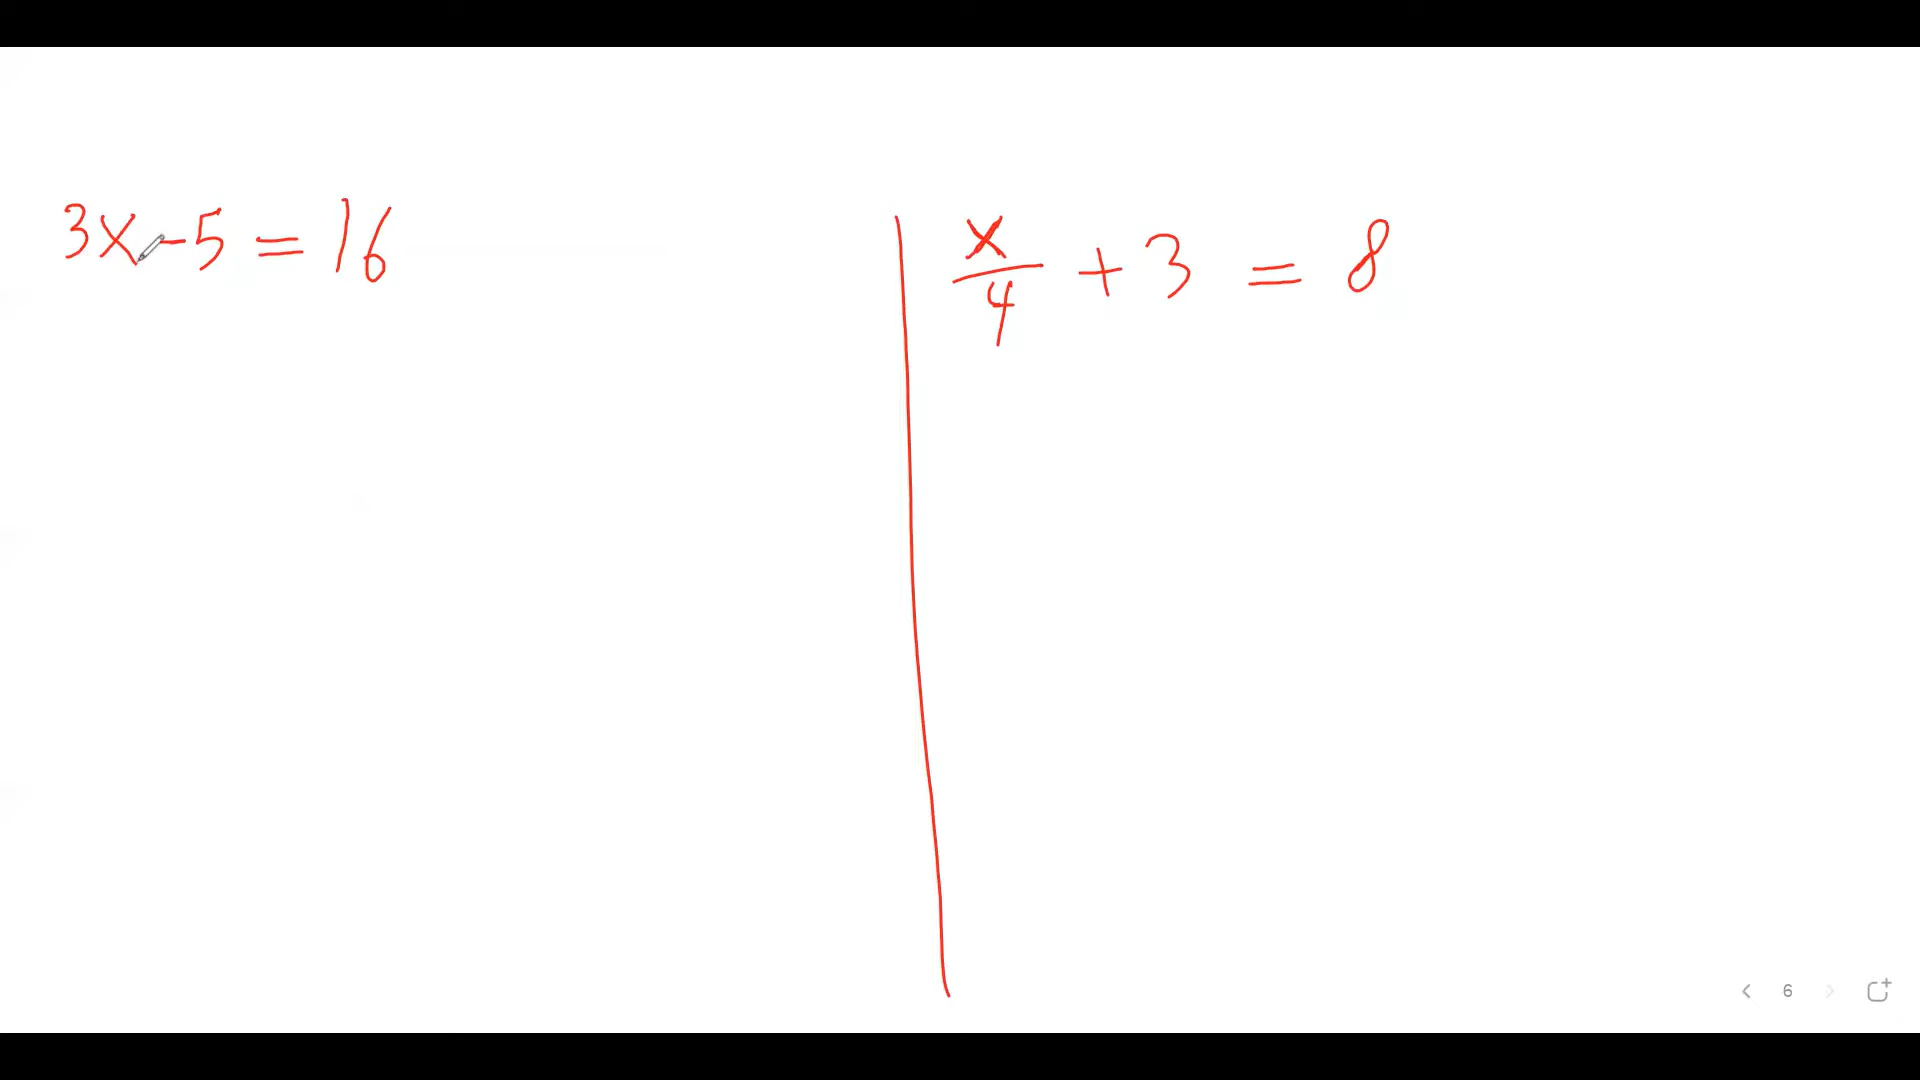 3x-5=16
x/4 + 3 = 8
6